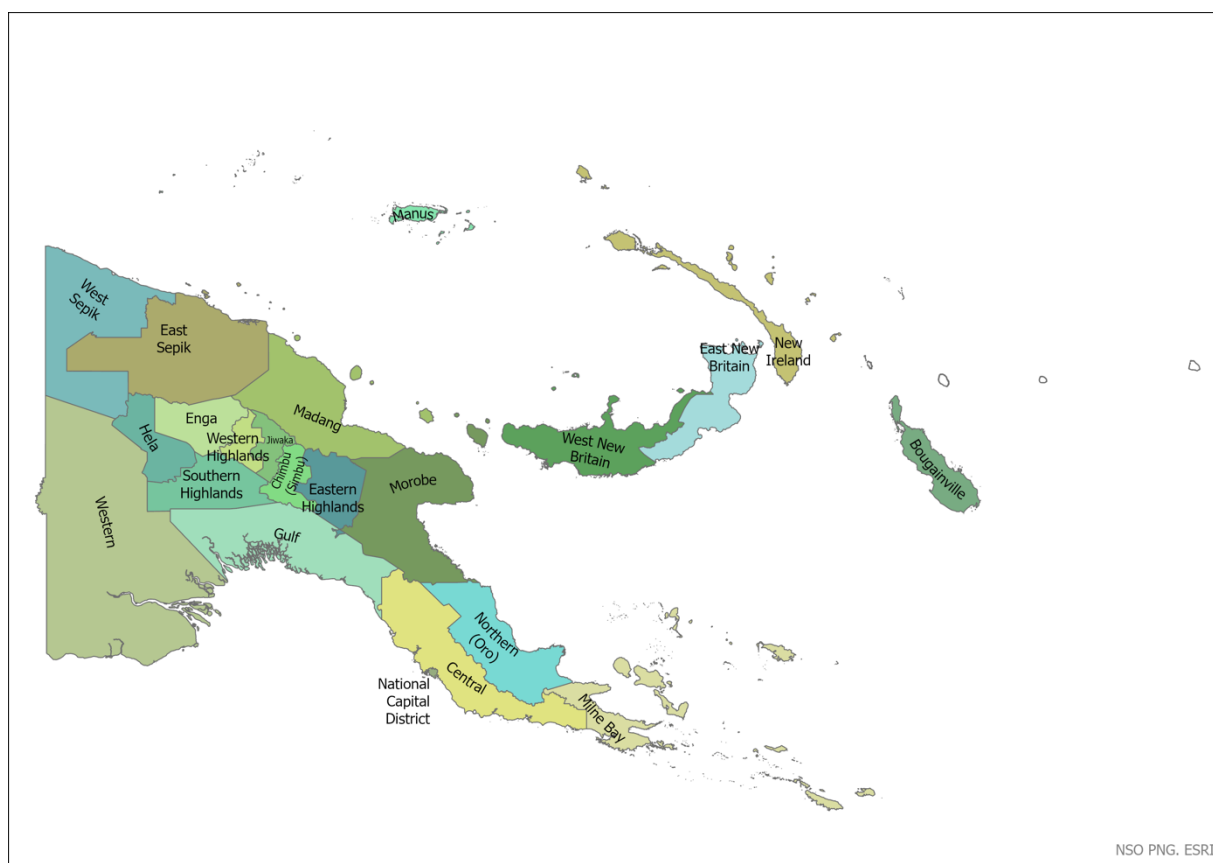 Manus
West
Sepik
East
Sepik
East New
Britain
New
Ireland
Madang
Enga
Hela
Western
Highlands
Jiwaka
Chimbu
(Simbu)
West New
Britain
Southern
Highlands
Eastern
Highlands
Morobe
Bougainville
Western
Gulf
Northern
(Oro)
Central
National
Capital
District
Milne Bay
NSO PNG. ESRI